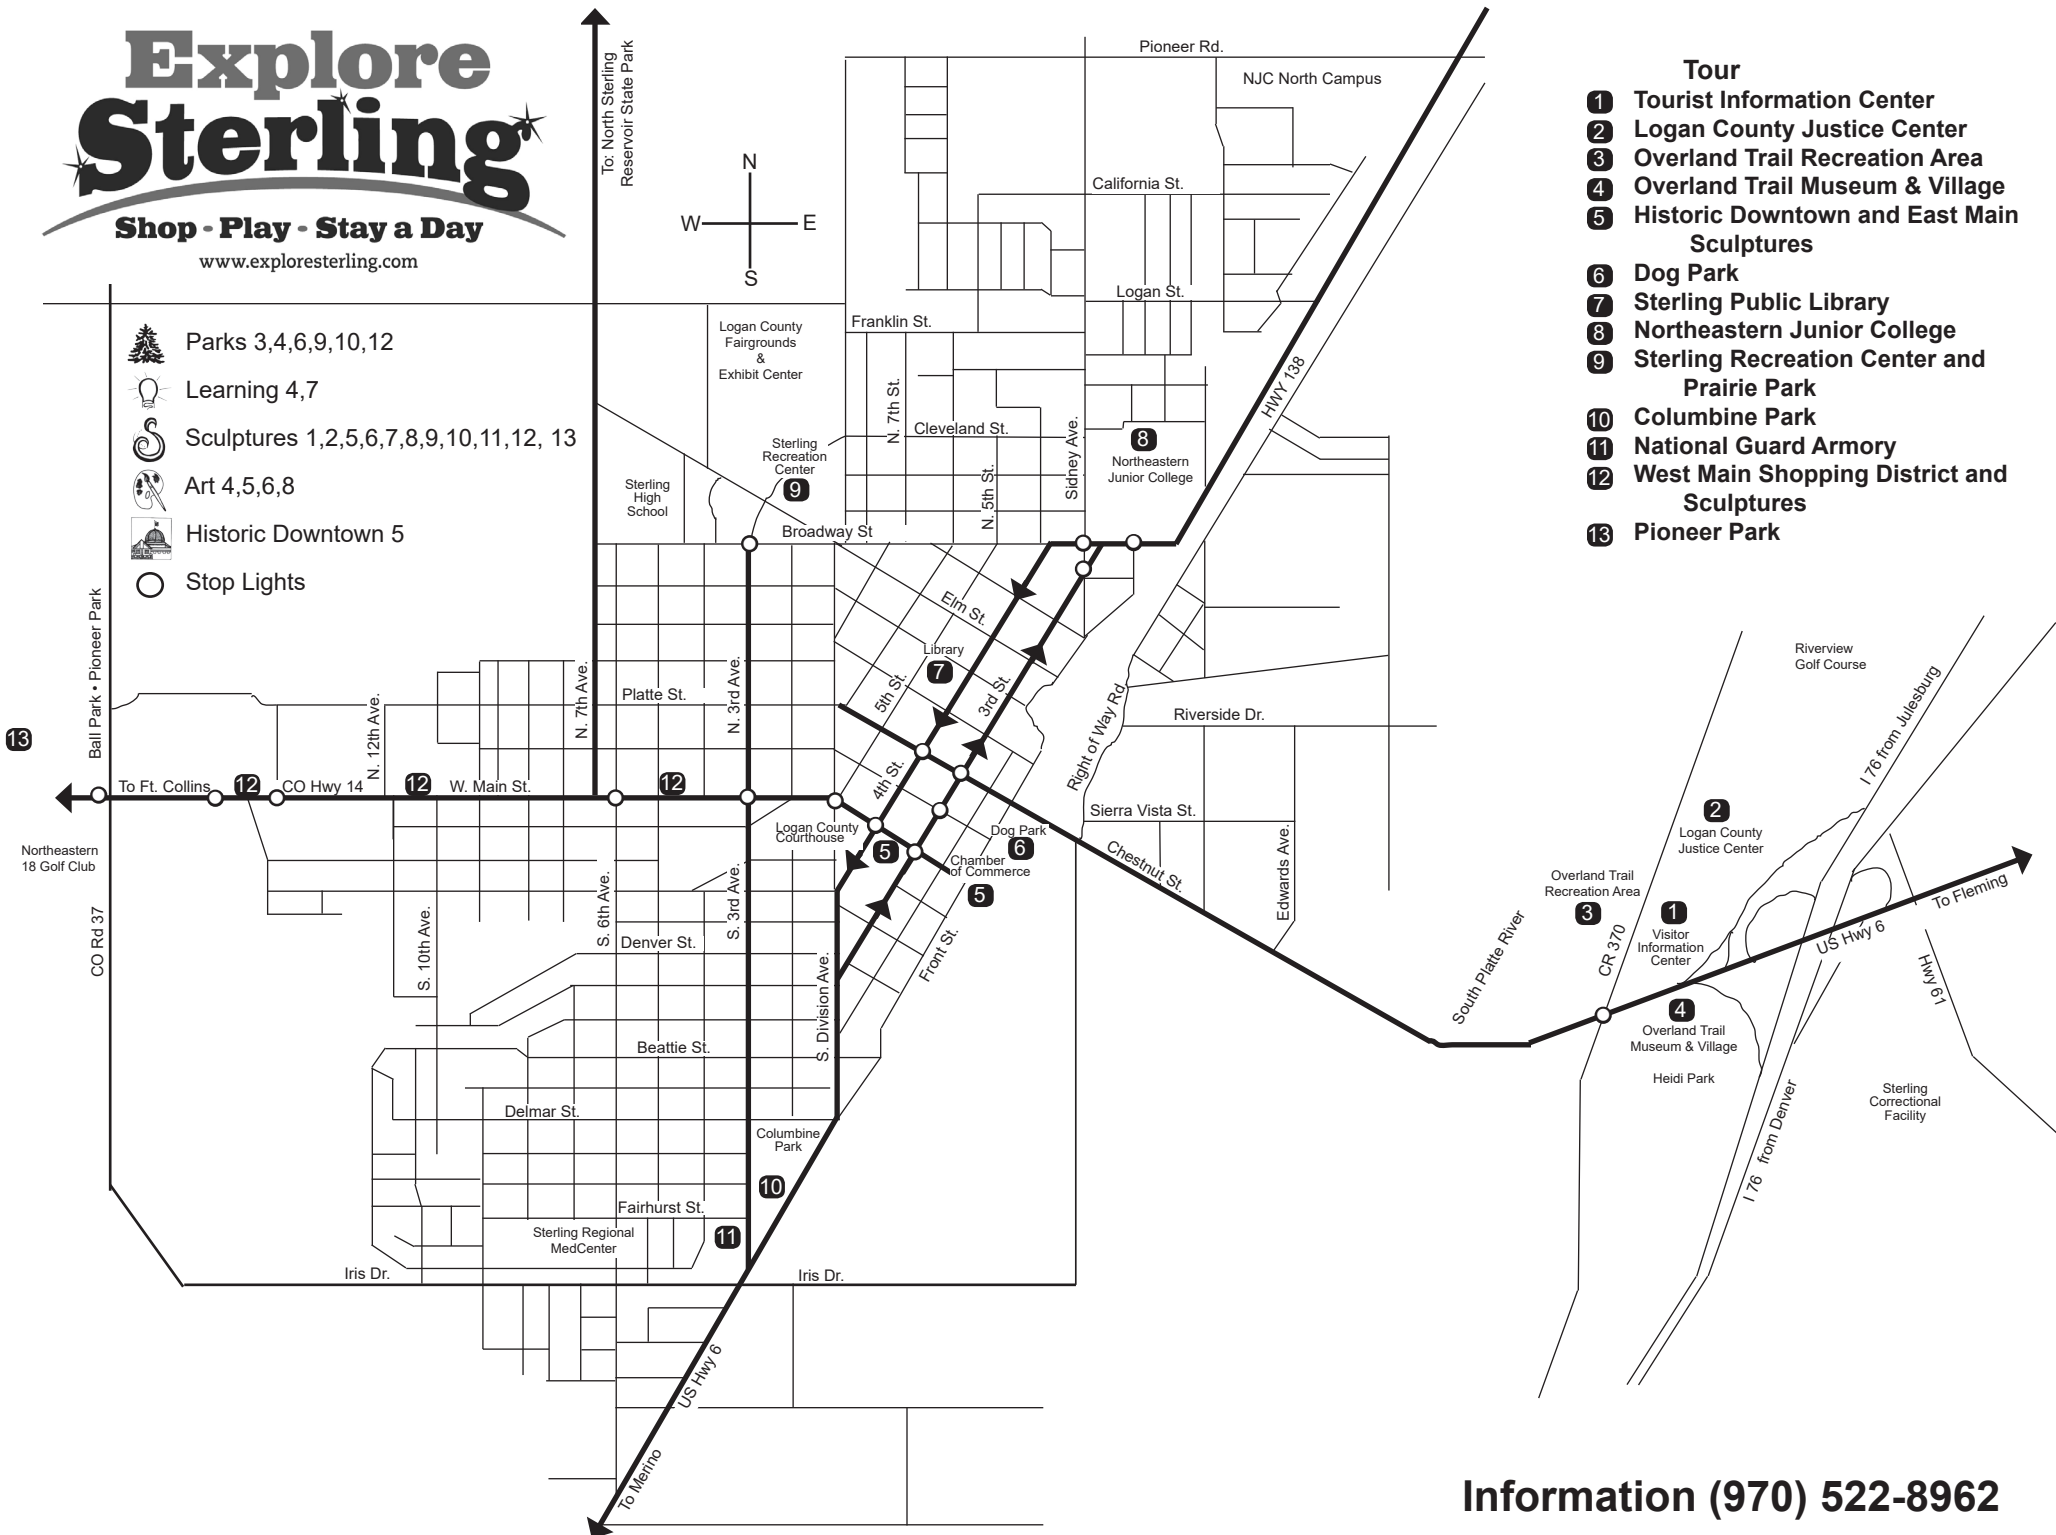 Explore
Sterling
Shop - Play - Stay a Day
www.exploresterling.com
To: North Sterling
Reservoir State Park
N
W
E
S
Pioneer Rd.
NJC North Campus
California St.
Logan St.
Franklin St.
Logan County
Fairgrounds
&
Exhibit Center
N. 7th St.
Cleveland St.
Sidney Ave.
HWY 138
8
Northeastern
Junior College
Sterling
Recreation
Center
9
Sterling
High
School
N. 5th St.
Broadway St
Tour
1 Tourist Information Center
2 Logan County Justice Center
3 Overland Trail Recreation Area
4 Overland Trail Museum & Village
5 Historic Downtown and East Main
Sculptures
6 Dog Park
7 Sterling Public Library
8 Northeastern Junior College
9 Sterling Recreation Center and
Prairie Park
10 Columbine Park
11 National Guard Armory
12 West Main Shopping District and
Sculptures
13 Pioneer Park
Parks 3,4,6,9,10,12
Learning 4,7
Sculptures 1,2,5,6,7,8,9,10,11,12, 13
Art 4,5,6,8
Historic Downtown 5
Stop Lights
Ball Park • Pioneer Park
13
Elm St.
Library
7
5th St.
3rd St.
N. 12th Ave.
N. 7th Ave.
Platte St.
N. 3rd Ave.
Right of Way Rd
Riverside Dr.
To Ft. Collins
12
CO Hwy 14
12
W. Main St.
12
4th St.
Logan County
Courthouse
5
Dog Park
6
Chamber
of Commerce
5
Sierra Vista St.
Chestnut St.
Edwards Ave.
Northeastern
18 Golf Club
CO Rd 37
S. 10th Ave.
S. 6th Ave.
S. 3rd Ave.
Denver St.
S. Division Ave.
Front St.
Beattie St.
Delmar St.
Columbine
Park
10
Fairhurst St.
Sterling Regional
MedCenter
11
Iris Dr.
Iris Dr.
US Hwy 6
To Merino
Riverview
Golf Course
I 76 from Julesburg
2
Logan County
Justice Center
Overland Trail
Recreation Area
3
1
Visitor
Information
Center
CR 370
South Platte River
To Fleming
US Hwy 6
Hwy 61
4
Overland Trail
Museum & Village
Heidi Park
I 76 from Denver
Sterling
Correctional
Facility
Information (970) 522-8962